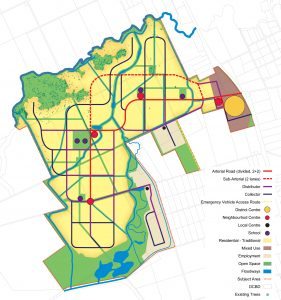 Arterial Road (divided, 2+2)
Sub-Arterial (2 lanes)
Distributor
Collector
Emergency Vehicle Access Route
District Centre
Neighbourhood Centre
Local Centre
School
Residential - Traditional
Mixed Use
Employment
Open Space
Floodways
Subject Area
DCBD
Existing Trees